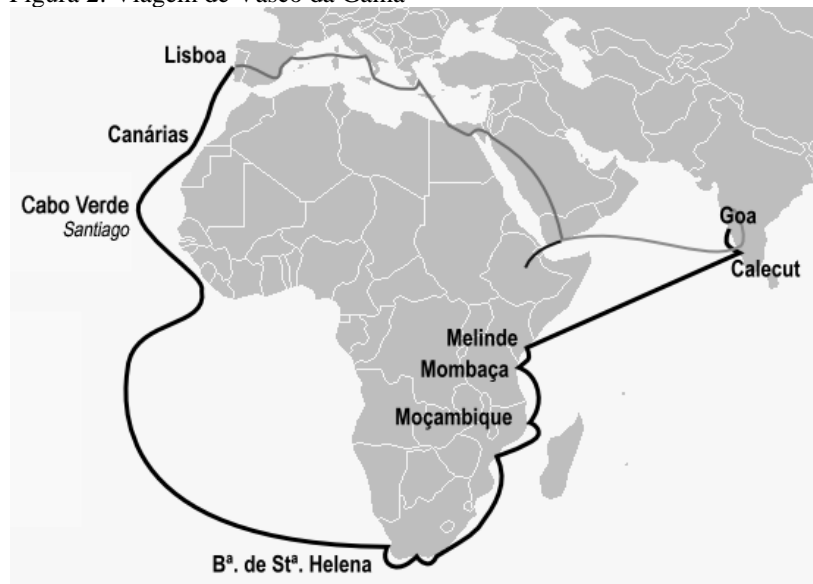 Figura 2: Viagem de Vasco da Gama
Lisboa
Canárias
Cabo Verde
Santiago
Goa
Calecut
Melinde
Mombaça
Moçambique
Bª. de Stª. Helena